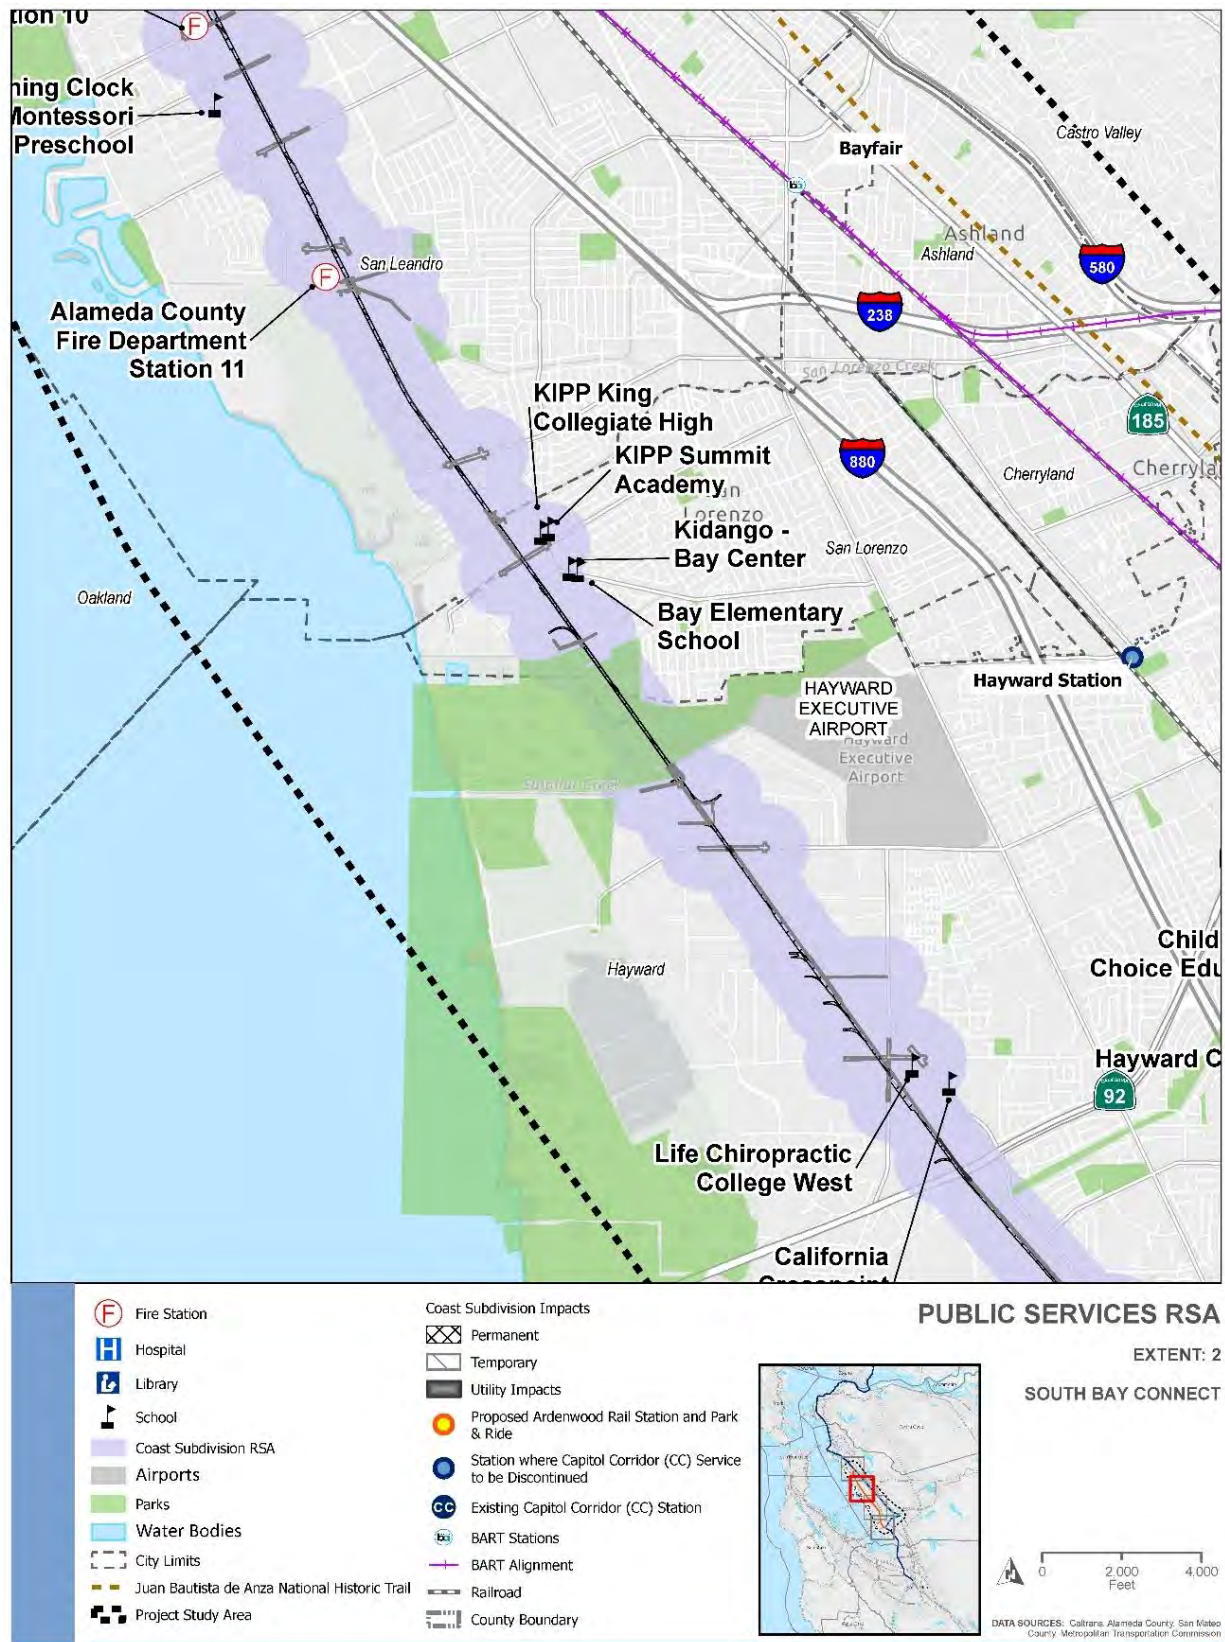 tion 10
F
ning Clock
Montessori
Preschool
Castro Valley
Bayfair
Ashland
Ashland
580
238
San Leandro
F
Alameda County
Fire Department
Station 11
San Lorenzo Creek
185
KIPP King
Collegiate High
880
KIPP Summit
Academy
Cherryland
Cherryla
San
Lorenzo
Kidango -
Bay Center
San Lorenzo
Oakland
Bay Elementary
School
Hayward Station
HAYWARD
EXECUTIVE
AIRPORT
Hayward
Executive
Airport
Hayward
Child
Choice Edu
Hayward C
92
Life Chiropractic
College West
California
Crosspoint
F Fire Station
H Hospital
Library
School
Coast Subdivision RSA
Airports
Parks
Water Bodies
City Limits
Juan Bautista de Anza National Historic Trail
Project Study Area
Coast Subdivision Impacts
Permanent
Temporary
Utility Impacts
Proposed Ardenwood Rail Station and Park
& Ride
Station where Capitol Corridor (CC) Service
to be Discontinued
CC Existing Capitol Corridor (CC) Station
BART Stations
BART Alignment
Railroad
County Boundary
PUBLIC SERVICES RSA
EXTENT: 2
SOUTH BAY CONNECT
0 2,000 4,000
Feet
DATA SOURCES: Caltrans, Alameda County, San Mateo
County, Metropolitan Transportation Commission